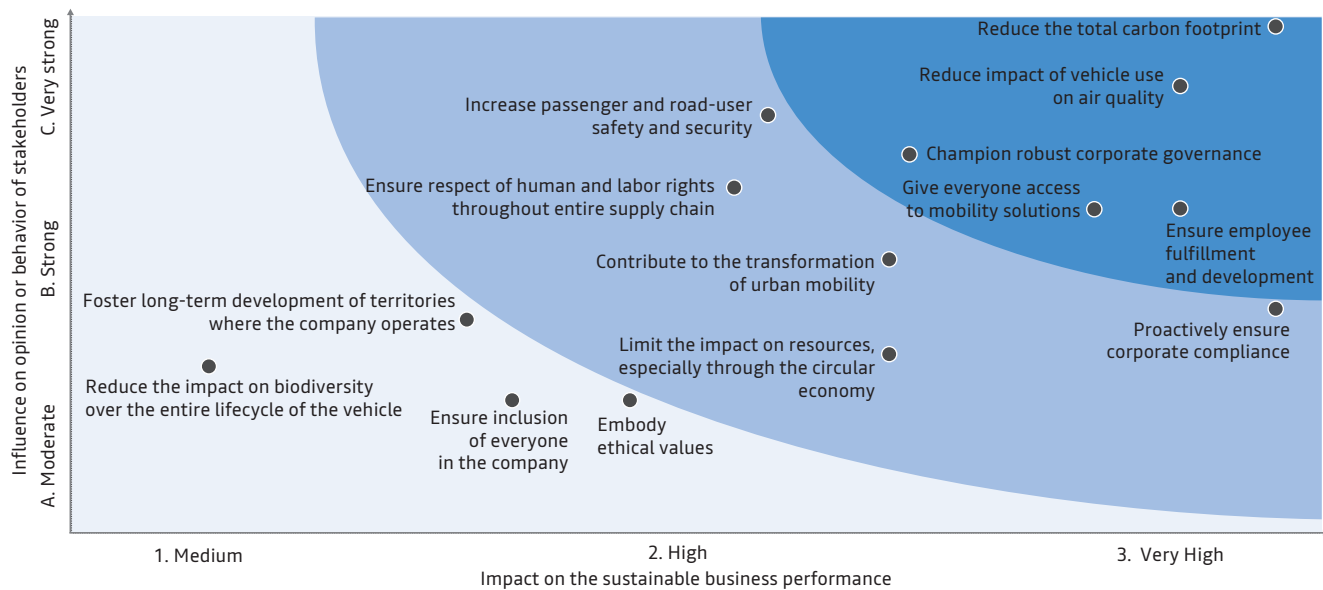 Influence on opinion or behavior of stakeholders
C. Very strong
B. Strong
A. Moderate
Reduce the total carbon footprint
Reduce impact of vehicle use
on air quality
Increase passenger and road-user
safety and security
Champion robust corporate governance
Ensure respect of human and labor rights
throughout entire supply chain
Give everyone access
to mobility solutions
Ensure employee
fulfillment
and development
Contribute to the transformation
of urban mobility
Foster long-term development of territories
where the company operates
Proactively ensure
corporate compliance
Limit the impact on resources,
especially through the circular
economy
Reduce the impact on biodiversity
over the entire lifecycle of the vehicle
Ensure inclusion
of everyone
in the company
Embody
ethical values
1. Medium
2. High
3. Very High
Impact on the sustainable business performance